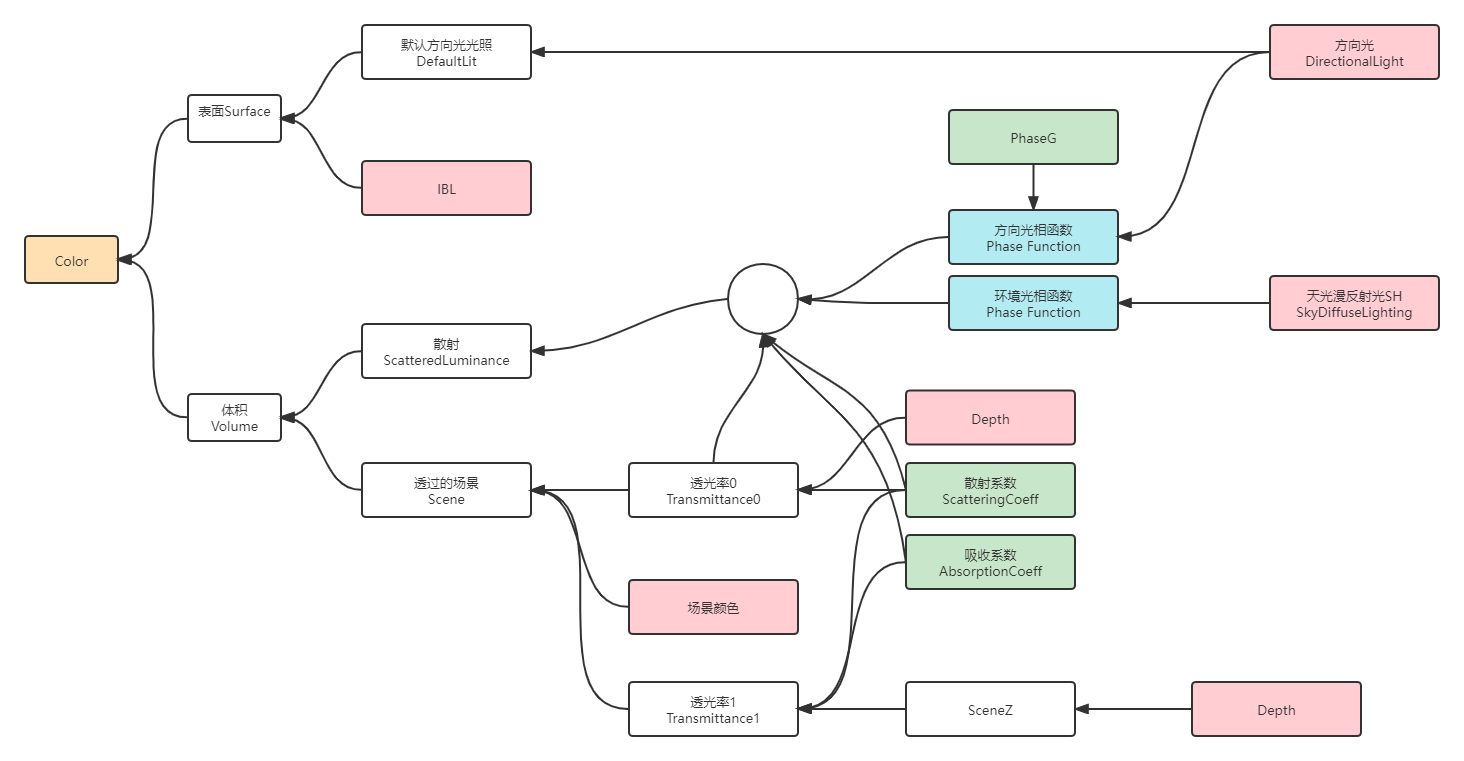 默认方向光光照
DefaultLit
方向光
DirectionalLight
表面Surface
PhaseG
IBL
方向光相函数
Phase Function
Color
环境光相函数
Phase Function
天光漫反射光SH
SkyDiffuseLighting
散射
ScatteredLuminance
体积
Volume
Depth
透过的场景
Scene
透光率0
Transmittance0
散射系数
ScatteringCoeff
吸收系数
AbsorptionCoeff
场景颜色
透光率1
Transmittance1
SceneZ
Depth